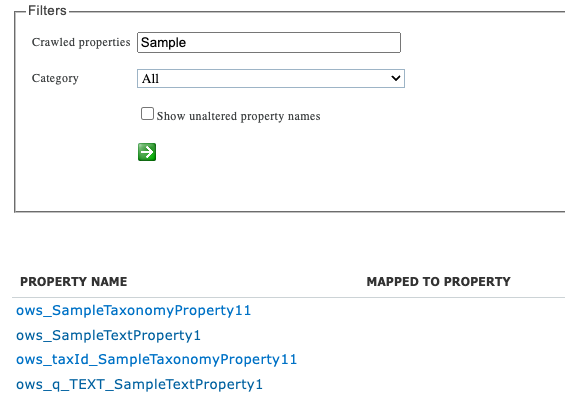 Filters
Crawled properties Sample
Category All
Show unaltered property names
PROPERTY NAME MAPPED TO PROPERTY
ows_SampleTaxonomyProperty11
ows_SampleTextProperty1
ows_taxId_SampleTaxonomyProperty11
ows_q_TEXT_SampleTextProperty1